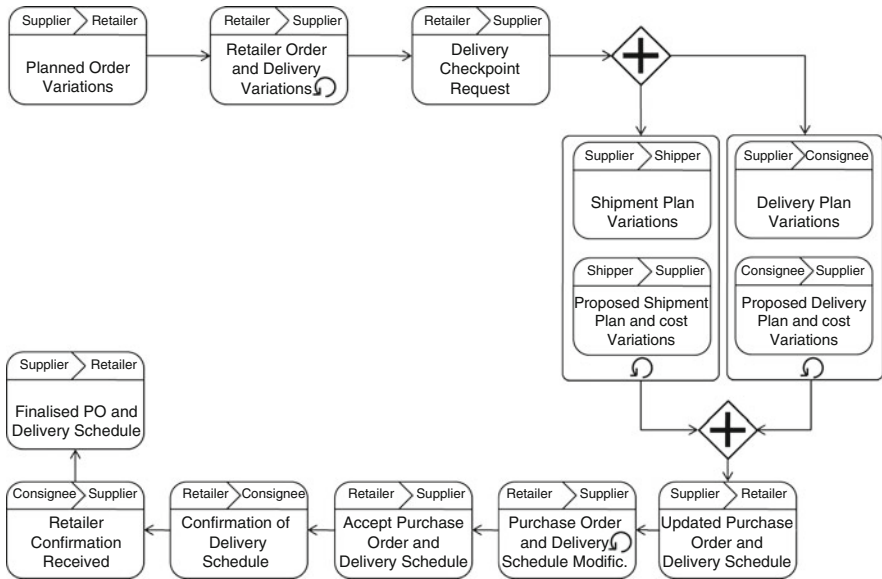 Supplier Retailer
Planned Order
Variations
Retailer Supplier
Retailer Order
and Delivery
Variations
Retailer Supplier
Delivery
Checkpoint
Request
Supplier Shipper
Shipment Plan
Variations
Shipper Supplier
Proposed Shipment
Plan and cost
Variations
Supplier Consignee
Delivery Plan
Variations
Consignee Supplier
Proposed Delivery
Plan and cost
Variations
Supplier Retailer
Updated Purchase
Order and
Delivery Schedule
Retailer Supplier
Purchase Order
and Delivery
Schedule Modific.
Retailer Supplier
Accept Purchase
Order and
Delivery Schedule
Retailer Consignee
Confirmation of
Delivery
Schedule
Consignee Supplier
Retailer
Confirmation
Received
Supplier Retailer
Finalised PO and
Delivery Schedule